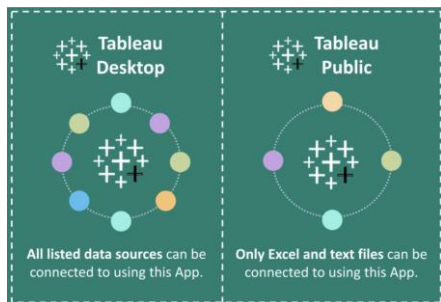 Tableau
Desktop
All listed data sources can be
connected to using this App.
Tableau
Public
Only Excel and text files can be
connected to using this App.